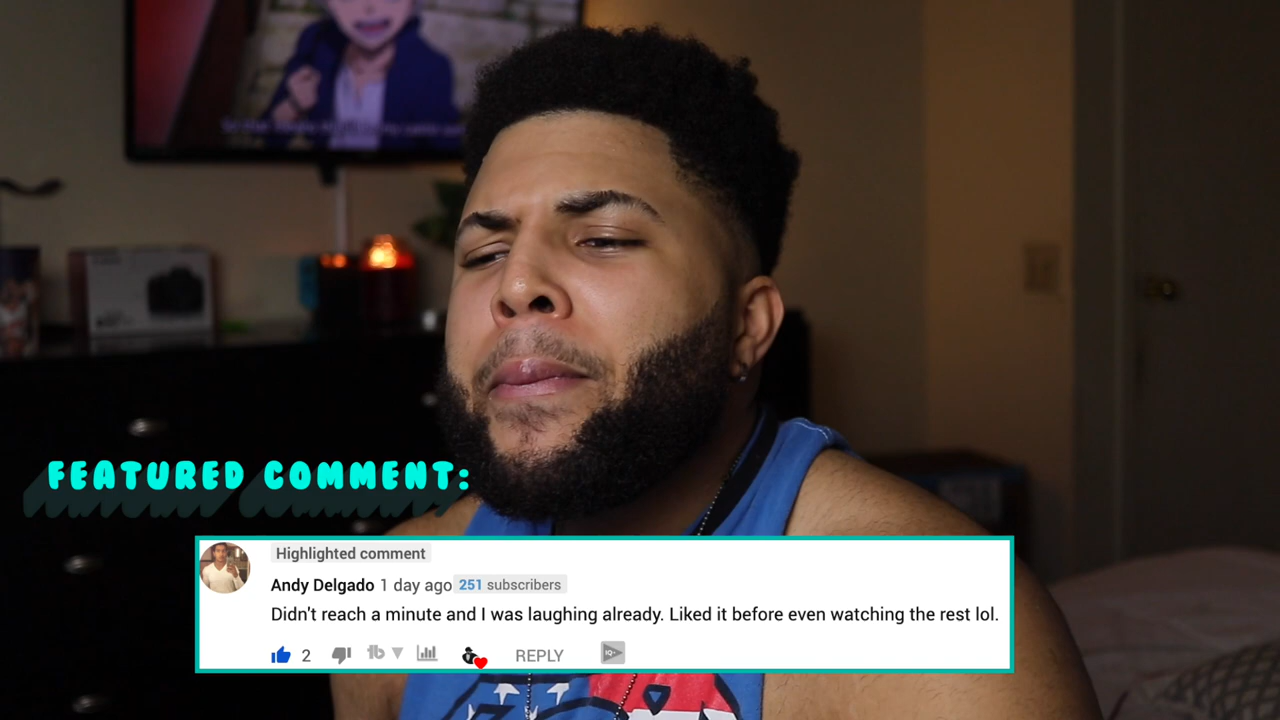 FEATURED COMMENT:
Highlighted comment
Andy Delgado 1 day ago 251 subscribers
Didn't reach a minute and I was laughing already. Liked it before even watching the rest lol.
2 REPLY